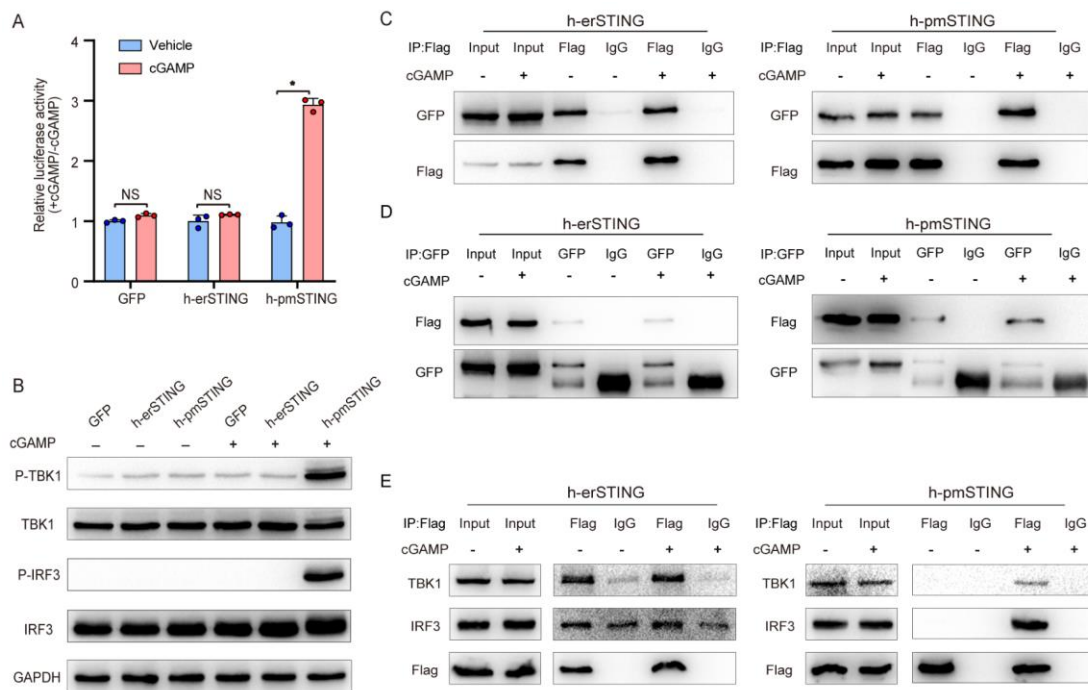 A
Vehicle
cGAMP
Relative luciferase activity
(+cGAMP/-cGAMP)
4
3
2
1
0
NS
NS
*
GFP
h-erSTING
h-pmSTING
B
GFP h-erSTING h-pmSTING GFP h-erSTING h-pmSTING
cGAMP – – – + + +
P-TBK1
TBK1
P-IRF3
IRF3
GAPDH
C
h-erSTING
IP:Flag Input Input Flag IgG Flag IgG
cGAMP - + - - + +
GFP
Flag
h-pmSTING
IP:Flag Input Input Flag IgG Flag IgG
cGAMP - + - - + +
GFP
Flag
D
h-erSTING
IP:GFP Input Input GFP IgG GFP IgG
cGAMP - + - - + +
Flag
GFP
h-pmSTING
IP:GFP Input Input GFP IgG GFP IgG
cGAMP - + - - + +
Flag
GFP
E
h-erSTING
IP:Flag Input Input Flag IgG Flag IgG
cGAMP - + - - + +
TBK1
IRF3
Flag
h-pmSTING
IP:Flag Input Input Flag IgG Flag IgG
cGAMP - + - - + +
TBK1
IRF3
Flag